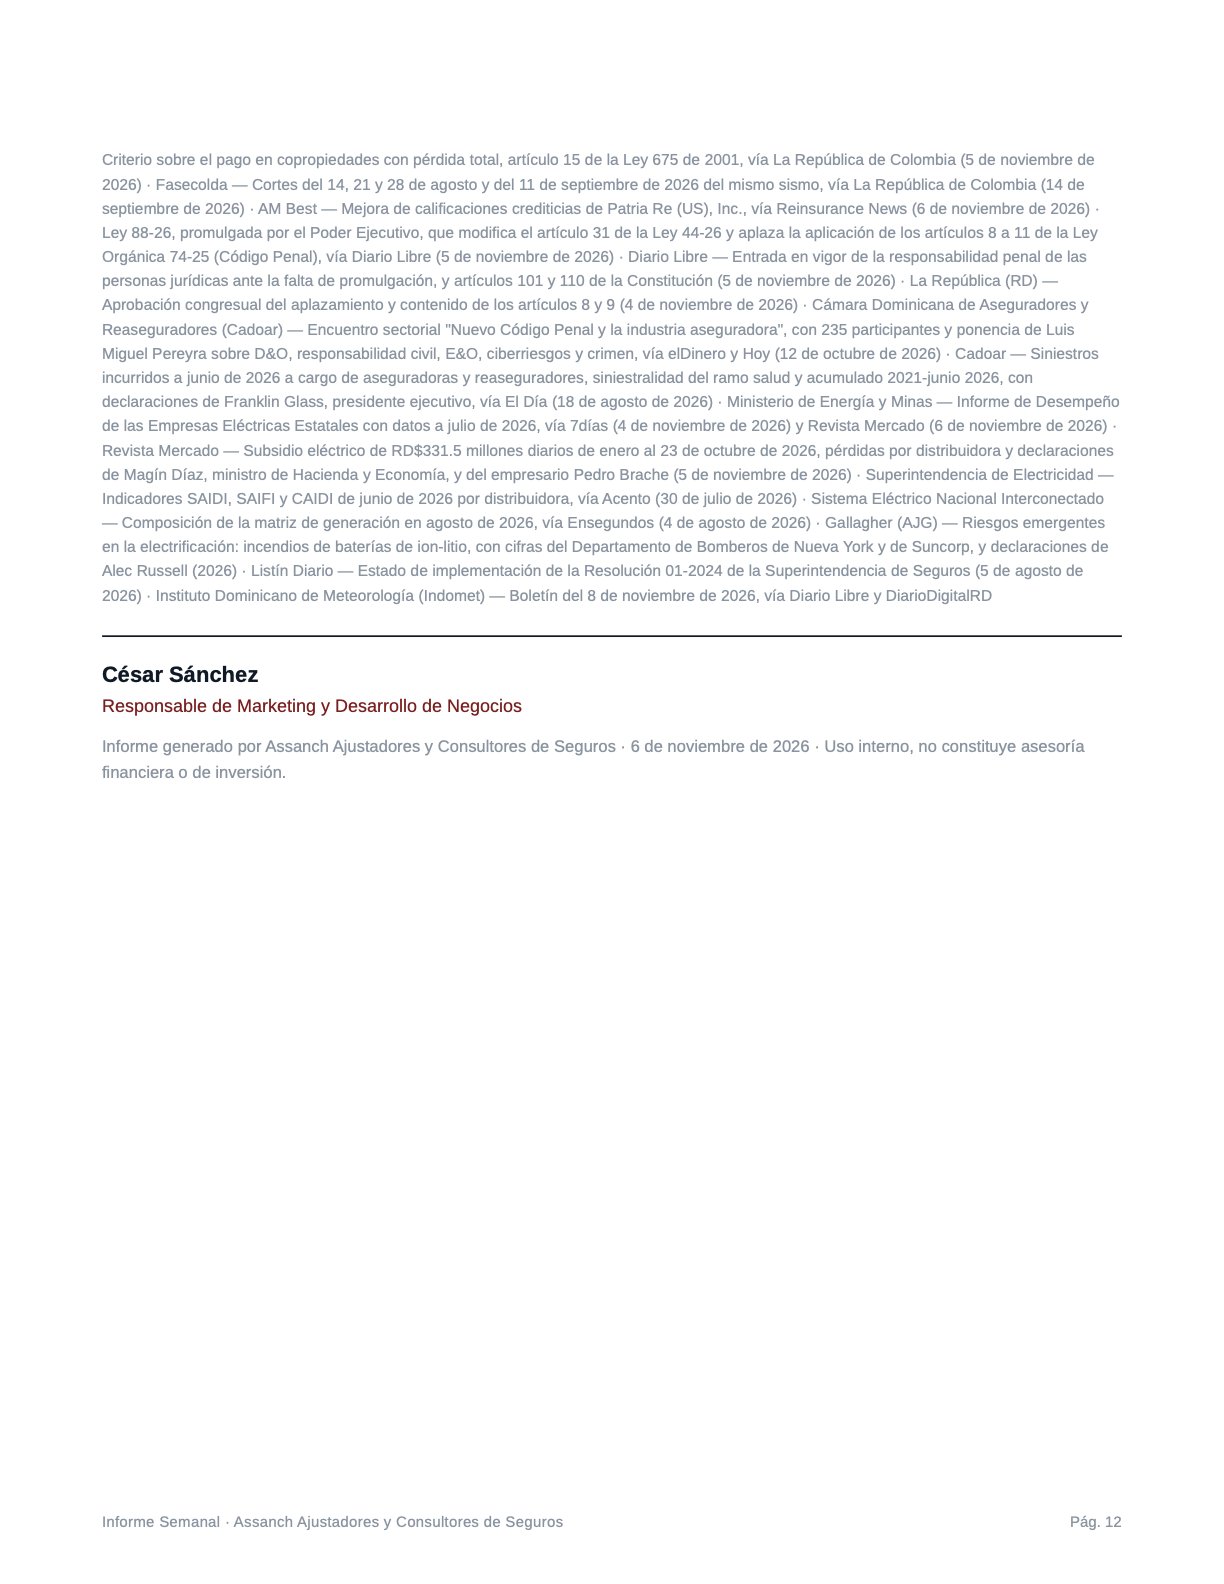 Criterio sobre el pago en copropiedades con pérdida total, artículo 15 de la Ley 675 de 2001, vía La República de Colombia (5 de noviembre de
2026) · Fasecolda — Cortes del 14, 21 y 28 de agosto y del 11 de septiembre de 2026 del mismo sismo, vía La República de Colombia (14 de
septiembre de 2026) · AM Best — Mejora de calificaciones crediticias de Patria Re (US), Inc., vía Reinsurance News (6 de noviembre de 2026) ·
Ley 88-26, promulgada por el Poder Ejecutivo, que modifica el artículo 31 de la Ley 44-26 y aplaza la aplicación de los artículos 8 a 11 de la Ley
Orgánica 74-25 (Código Penal), vía Diario Libre (5 de noviembre de 2026) · Diario Libre — Entrada en vigor de la responsabilidad penal de las
personas jurídicas ante la falta de promulgación, y artículos 101 y 110 de la Constitución (5 de noviembre de 2026) · La República (RD) —
Aprobación congresual del aplazamiento y contenido de los artículos 8 y 9 (4 de noviembre de 2026) · Cámara Dominicana de Aseguradores y
Reaseguradores (Cadoar) — Encuentro sectorial "Nuevo Código Penal y la industria aseguradora", con 235 participantes y ponencia de Luis
Miguel Pereyra sobre D&O, responsabilidad civil, E&O, ciberriesgos y crimen, vía elDinero y Hoy (12 de octubre de 2026) · Cadoar — Siniestros
incurridos a junio de 2026 a cargo de aseguradoras y reaseguradores, siniestralidad del ramo salud y acumulado 2021-junio 2026, con
declaraciones de Franklin Glass, presidente ejecutivo, vía El Día (18 de agosto de 2026) · Ministerio de Energía y Minas — Informe de Desempeño
de las Empresas Eléctricas Estatales con datos a julio de 2026, vía 7días (4 de noviembre de 2026) y Revista Mercado (6 de noviembre de 2026) ·
Revista Mercado — Subsidio eléctrico de RD$331.5 millones diarios de enero al 23 de octubre de 2026, pérdidas por distribuidora y declaraciones
de Magín Díaz, ministro de Hacienda y Economía, y del empresario Pedro Brache (5 de noviembre de 2026) · Superintendencia de Electricidad —
Indicadores SAIDI, SAIFI y CAIDI de junio de 2026 por distribuidora, vía Acento (30 de julio de 2026) · Sistema Eléctrico Nacional Interconectado
— Composición de la matriz de generación en agosto de 2026, vía Ensegundos (4 de agosto de 2026) · Gallagher (AJG) — Riesgos emergentes
en la electrificación: incendios de baterías de ion-litio, con cifras del Departamento de Bomberos de Nueva York y de Suncorp, y declaraciones de
Alec Russell (2026) · Listín Diario — Estado de implementación de la Resolución 01-2024 de la Superintendencia de Seguros (5 de agosto de
2026) · Instituto Dominicano de Meteorología (Indomet) — Boletín del 8 de noviembre de 2026, vía Diario Libre y DiarioDigitalRD
César Sánchez
Responsable de Marketing y Desarrollo de Negocios
Informe generado por Assanch Ajustadores y Consultores de Seguros · 6 de noviembre de 2026 · Uso interno, no constituye asesoría
financiera o de inversión.
Informe Semanal · Assanch Ajustadores y Consultores de Seguros
Pág. 12